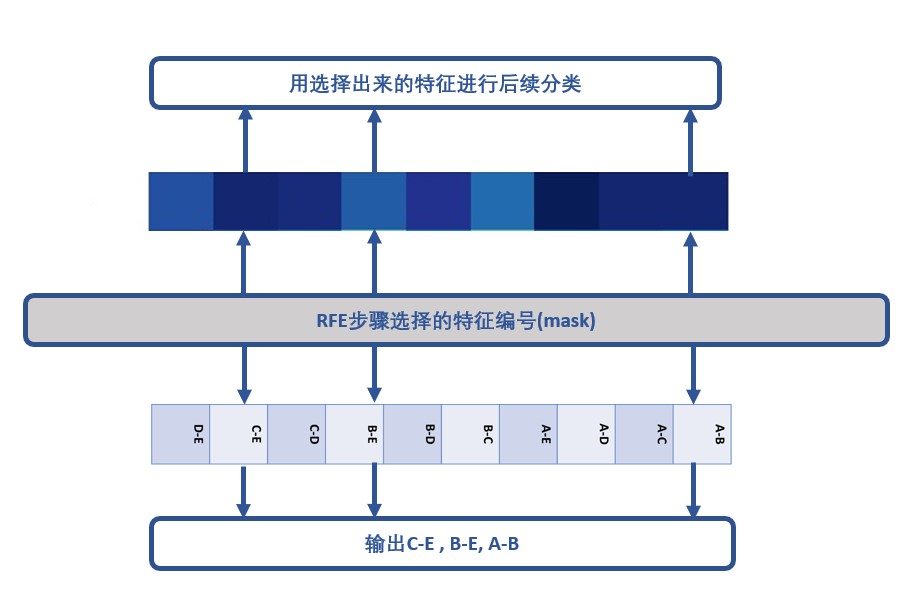 用选择出来的特征进行后续分类
RFE步骤选择的特征编号(mask)
D-E
C-E
C-D
B-E
B-D
B-C
A-E
A-D
A-C
A-B
输出C-E , B-E, A-B